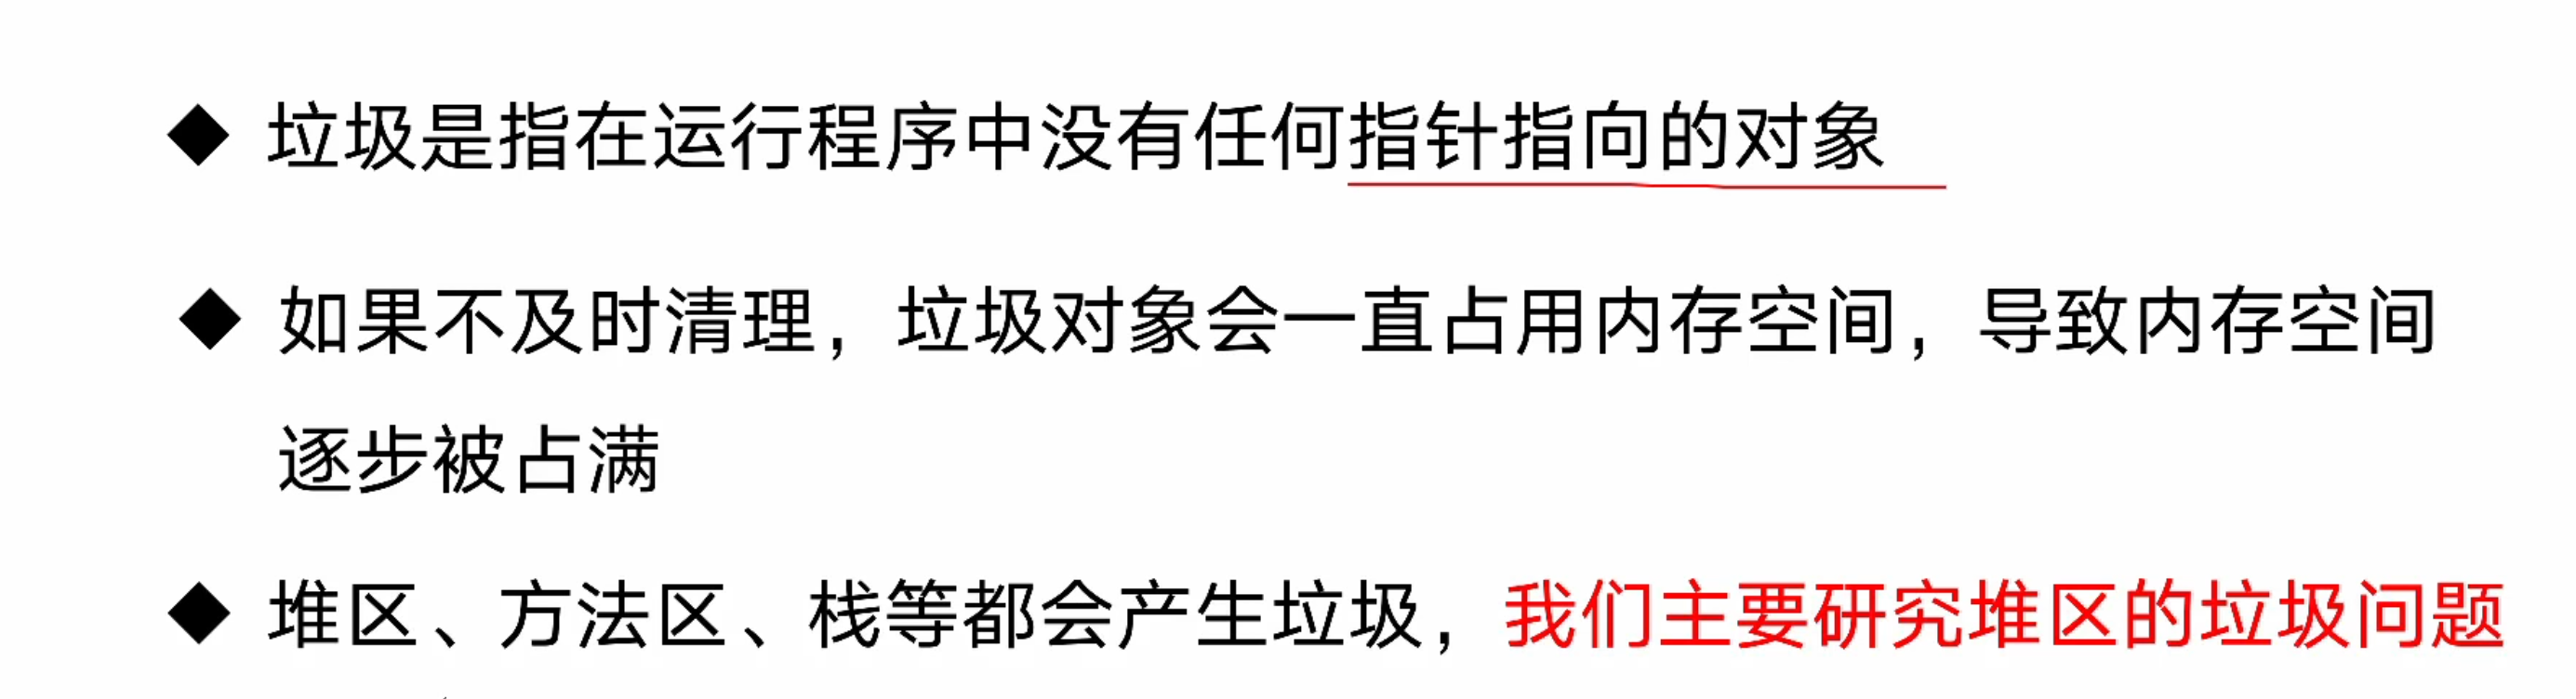 ◆ 垃圾是指在运行程序中没有任何指针指向的对象
◆ 如果不及时清理，垃圾对象会一直占用内存空间，导致内存空间
逐步被占满
◆ 堆区、方法区、栈等都会产生垃圾，我们主要研究堆区的垃圾问题